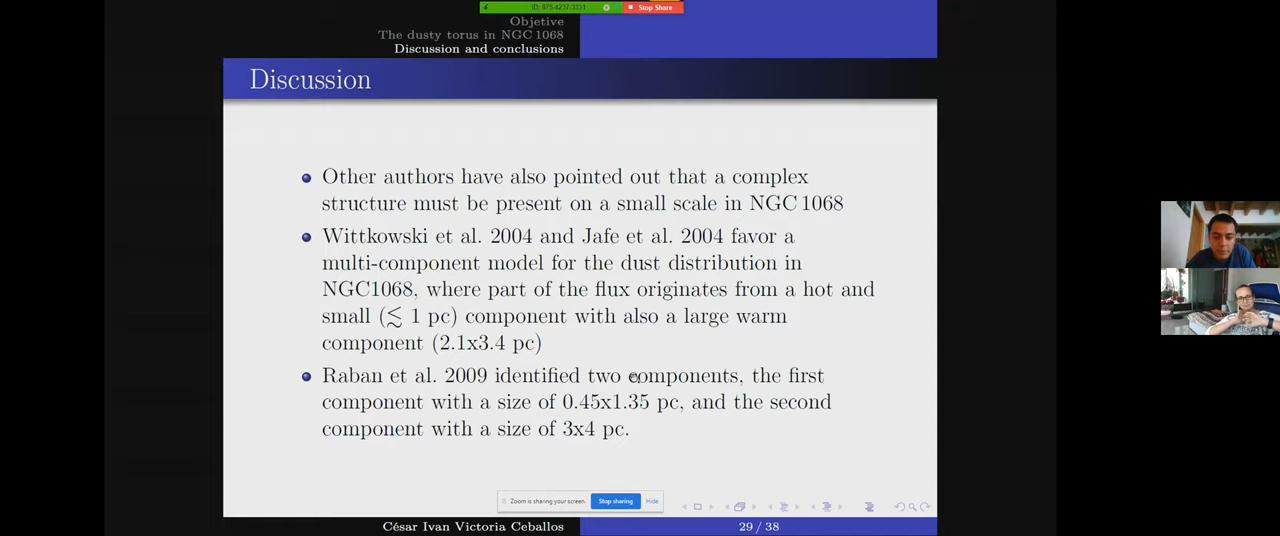 ID: 875-4237-3331
Stop Share
Objective
The dusty torus in NGC 1068
Discussion and conclusions
Discussion
Other authors have also pointed out that a complex
structure must be present on a small scale in NGC 1068
Wittkowski et al. 2004 and Jafe et al. 2004 favor a
multi-component model for the dust distribution in
NGC1068, where part of the flux originates from a hot and
small (≲ 1 pc) component with also a large warm
component (2.1x3.4 pc)
Raban et al. 2009 identified two components, the first
component with a size of 0.45x1.35 pc, and the second
component with a size of 3x4 pc.
Zoom is sharing your screen.
Stop sharing
Hide
César Ivan Victoria Ceballos
29 / 38